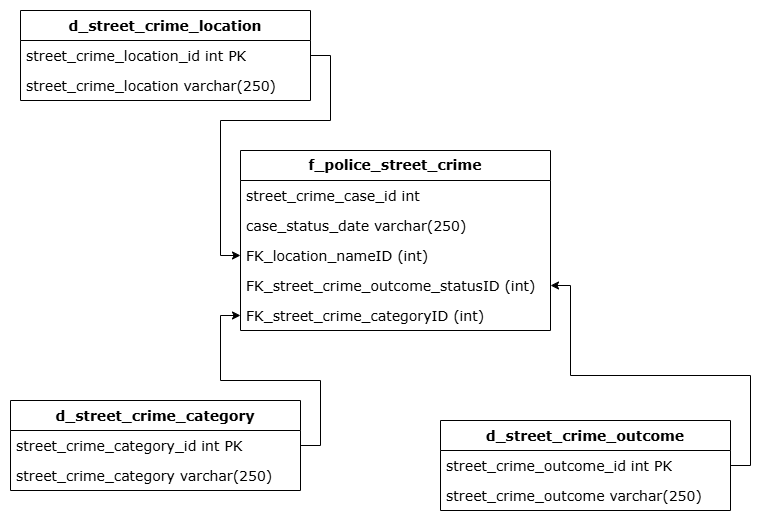 d_street_crime_location
street_crime_location_id int PK
street_crime_location varchar(250)
f_police_street_crime
street_crime_case_id int
case_status_date varchar(250)
FK_location_nameID (int)
FK_street_crime_outcome_statusID (int)
FK_street_crime_categoryID (int)
d_street_crime_category
street_crime_category_id int PK
street_crime_category varchar(250)
d_street_crime_outcome
street_crime_outcome_id int PK
street_crime_outcome varchar(250)